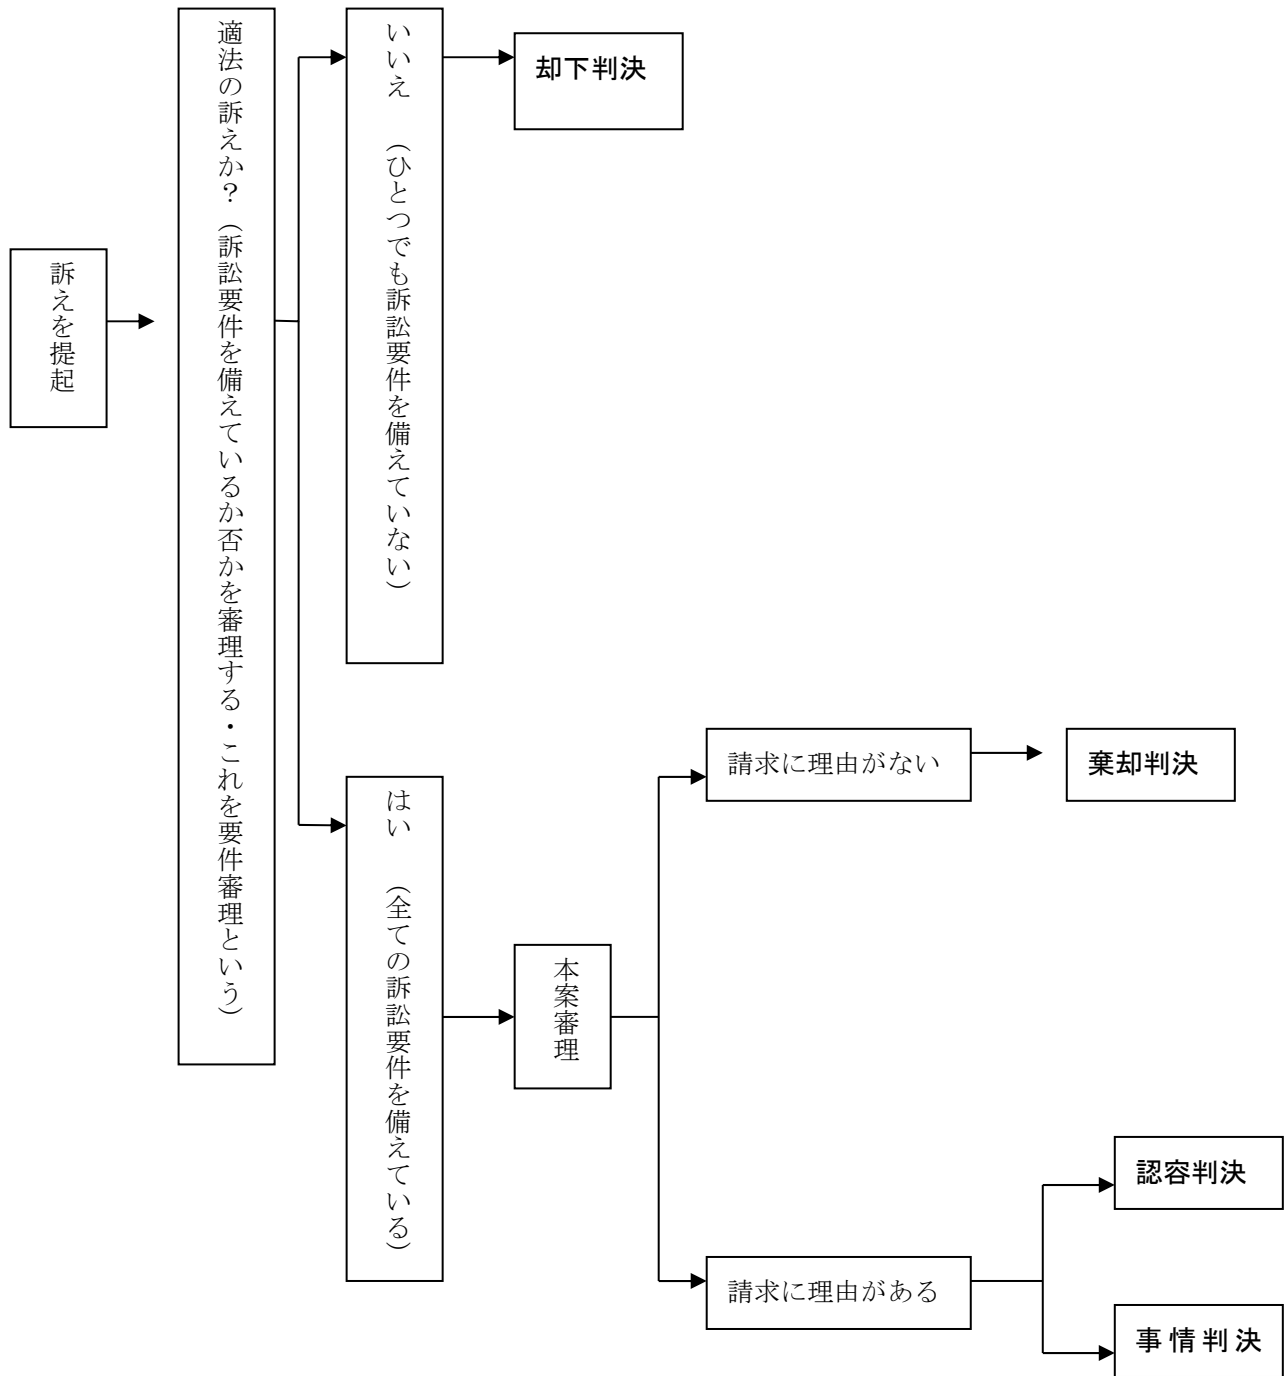 訴えを提起
適法の訴えか？（訴訟要件を備えているか否かを審理する・これを要件審理という）
いいえ　（ひとつでも訴訟要件を備えていない）
却下判決
はい　（全ての訴訟要件を備えている）
本案審理
請求に理由がない
棄却判決
請求に理由がある
認容判決
事情判決